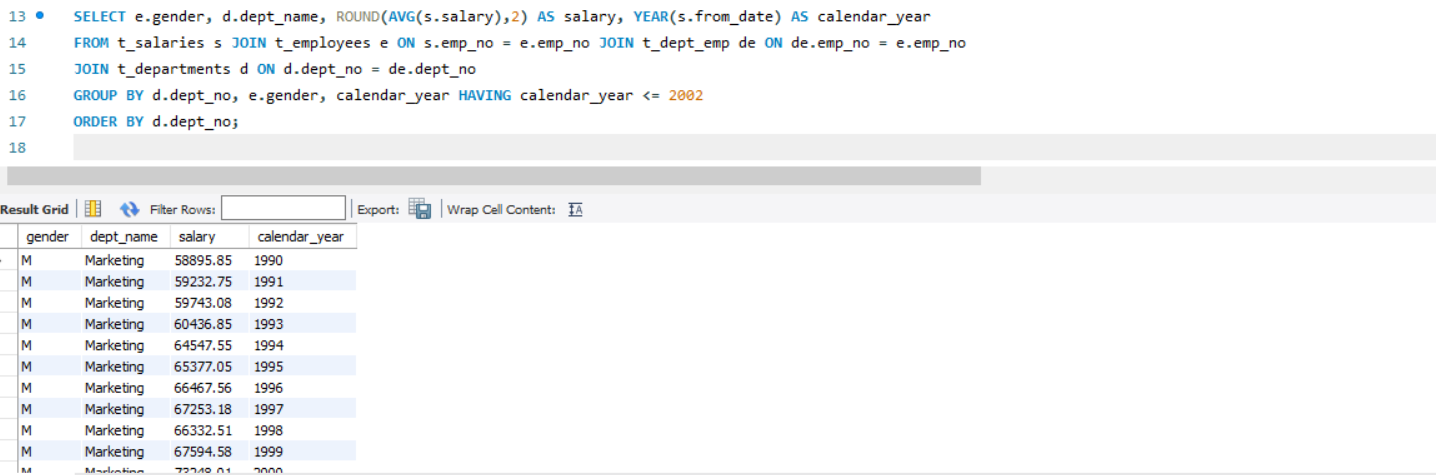 13 SELECT e.gender, d.dept_name, ROUND(AVG(s.salary),2) AS salary, YEAR(s.from_date) AS calendar_year
14 FROM t_salaries s JOIN t_employees e ON s.emp_no = e.emp_no JOIN t_dept_emp de ON de.emp_no = e.emp_no
15 JOIN t_departments d ON d.dept_no = de.dept_no
16 GROUP BY d.dept_no, e.gender, calendar_year HAVING calendar_year <= 2002
17 ORDER BY d.dept_no;
18
Result Grid Filter Rows: Export: Wrap Cell Content:
gender dept_name salary calendar_year
M Marketing 58895.85 1990
M Marketing 59232.75 1991
M Marketing 59743.08 1992
M Marketing 60436.85 1993
M Marketing 64547.55 1994
M Marketing 65377.05 1995
M Marketing 66467.56 1996
M Marketing 67253.18 1997
M Marketing 66332.51 1998
M Marketing 67594.58 1999
M Marketing 2000